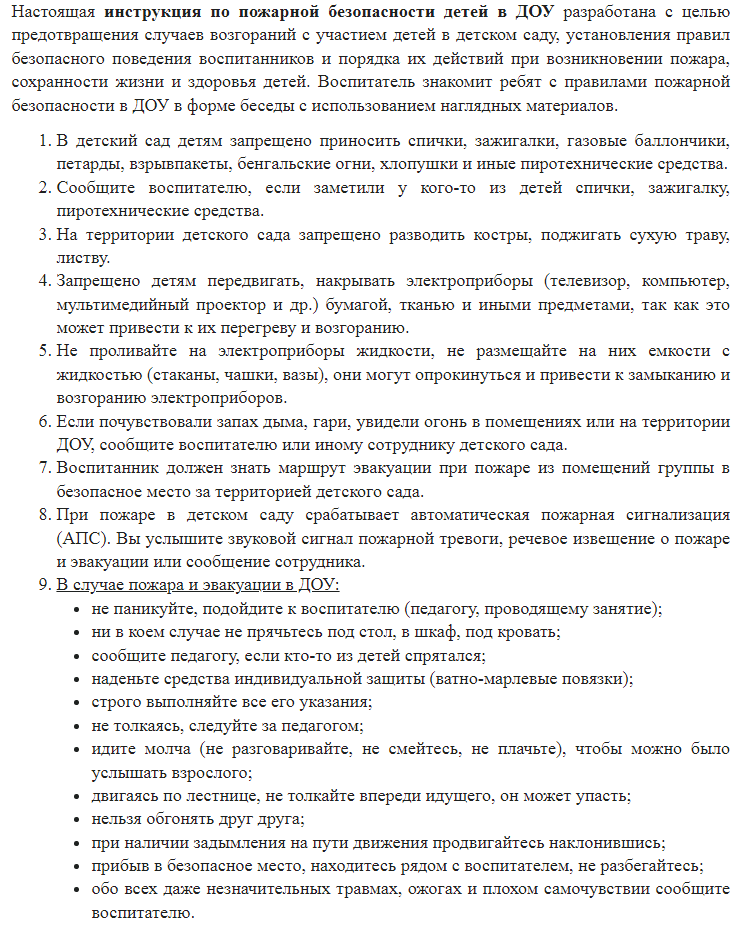 Настоящая инструкция по пожарной безопасности детей в ДОУ разработана с целью
предотвращения случаев возгораний с участием детей в детском саду, установления правил
безопасного поведения воспитанников и порядка их действий при возникновении пожара,
сохранности жизни и здоровья детей. Воспитатель знакомит ребят с правилами пожарной
безопасности в ДОУ в форме беседы с использованием наглядных материалов.
1. В детский сад детям запрещено приносить спички, зажигалки, газовые баллончики,
петарды, взрывпакеты, бенгальские огни, хлопушки и иные пиротехнические средства.
2. Сообщите воспитателю, если заметили у кого-то из детей спички, зажигалку,
пиротехнические средства.
3. На территории детского сада запрещено разводить костры, поджигать сухую траву,
листву.
4. Запрещено детям передвигать, накрывать электроприборы (телевизор, компьютер,
мультимедийный проектор и др.) бумагой, тканью и иными предметами, так как это
может привести к их перегреву и возгоранию.
5. Не проливайте на электроприборы жидкости, не размещайте на них емкости с
жидкостью (стаканы, чашки, вазы), они могут опрокинуться и привести к замыканию и
возгоранию электроприборов.
6. Если почувствовали запах дыма, гари, увидели огонь в помещениях или на территории
ДОУ, сообщите воспитателю или иному сотруднику детского сада.
7. Воспитанник должен знать маршрут эвакуации при пожаре из помещений группы в
безопасное место за территорией детского сада.
8. При пожаре в детском саду срабатывает автоматическая пожарная сигнализация
(АПС). Вы услышите звуковой сигнал пожарной тревоги, речевое извещение о пожаре
и эвакуации или сообщение сотрудника.
9. В случае пожара и эвакуации в ДОУ:
• не паникуйте, подойдите к воспитателю (педагогу, проводящему занятие);
• ни в коем случае не прячьтесь под стол, в шкаф, под кровать;
• сообщите педагогу, если кто-то из детей спрятался;
• наденьте средства индивидуальной защиты (ватно-марлевые повязки);
• строго выполняйте все его указания;
• не толкаясь, следуйте за педагогом;
• идите молча (не разговаривайте, не смейтесь, не плачьте), чтобы можно было
услышать взрослого;
• двигаясь по лестнице, не толкайте впереди идущего, он может упасть;
• нельзя обгонять друг друга;
• при наличии задымления на пути движения продвигайтесь наклонившись;
• прибыв в безопасное место, находитесь рядом с воспитателем, не разбегайтесь;
• обо всех даже незначительных травмах, ожогах и плохом самочувствии сообщите
воспитателю.